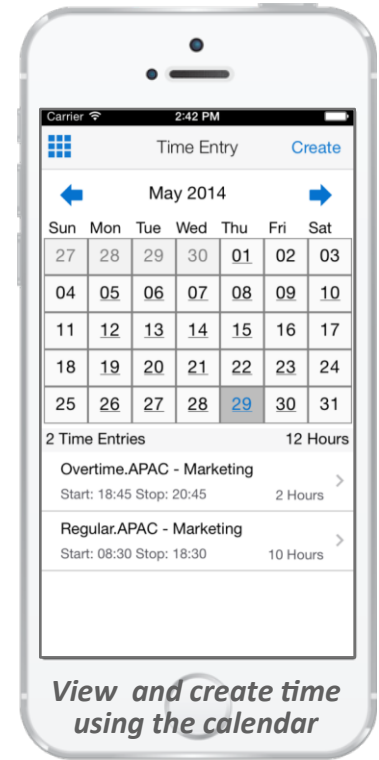 Carrier 2:42 PM
Time Entry Create
May 2014
Sun Mon Tue Wed Thu Fri Sat
27 28 29 30 01 02 03
04 05 06 07 08 09 10
11 12 13 14 15 16 17
18 19 20 21 22 23 24
25 26 27 28 29 30 31
2 Time Entries 12 Hours
Overtime.APAC - Marketing
Start: 18:45 Stop: 20:45 2 Hours
Regular.APAC - Marketing
Start: 08:30 Stop: 18:30 10 Hours
View and create time
using the calendar